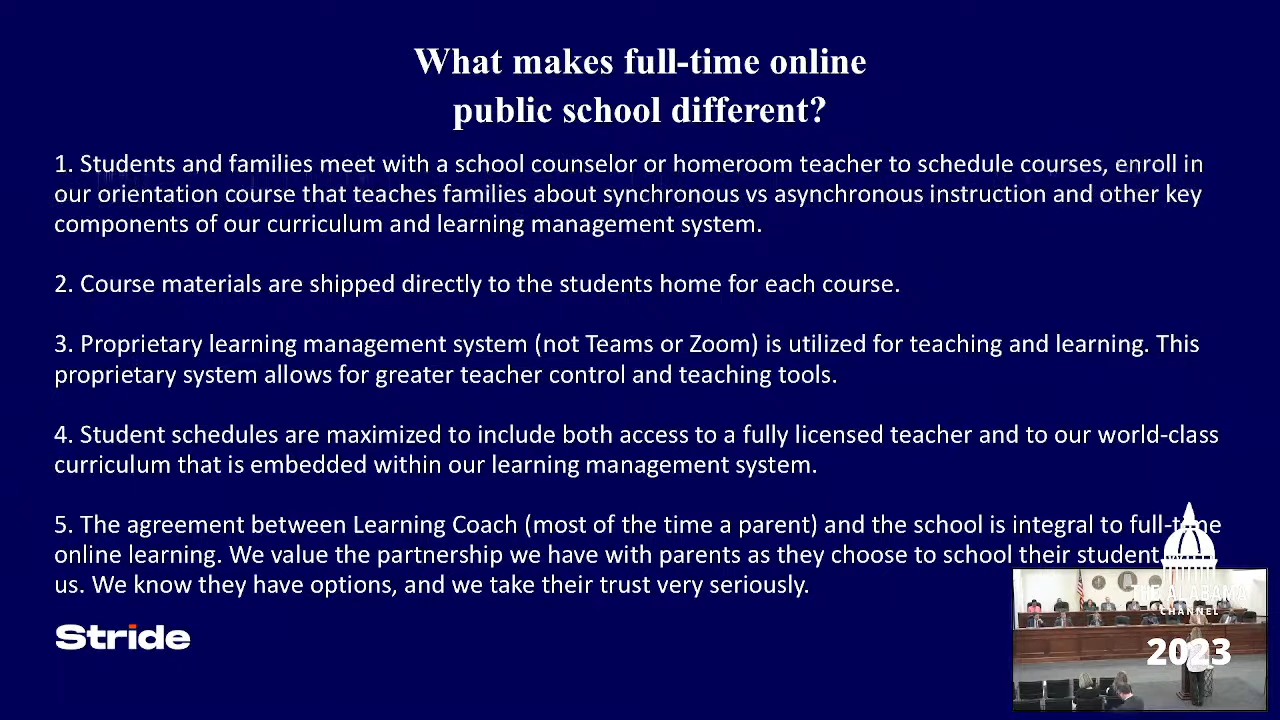 What makes full-time online
public school different?
1. Students and families meet with a school counselor or homeroom teacher to schedule courses, enroll in
our orientation course that teaches families about synchronous vs asynchronous instruction and other key
components of our curriculum and learning management system.
2. Course materials are shipped directly to the students home for each course.
3. Proprietary learning management system (not Teams or Zoom) is utilized for teaching and learning. This
proprietary system allows for greater teacher control and teaching tools.
4. Student schedules are maximized to include both access to a fully licensed teacher and to our world-class
curriculum that is embedded within our learning management system.
5. The agreement between Learning Coach (most of the time a parent) and the school is integral to full-time
online learning. We value the partnership we have with parents as they choose to school their student
us. We know they have options, and we take their trust very seriously.
Stride
THE ALABAMA
CHANNEL
2023